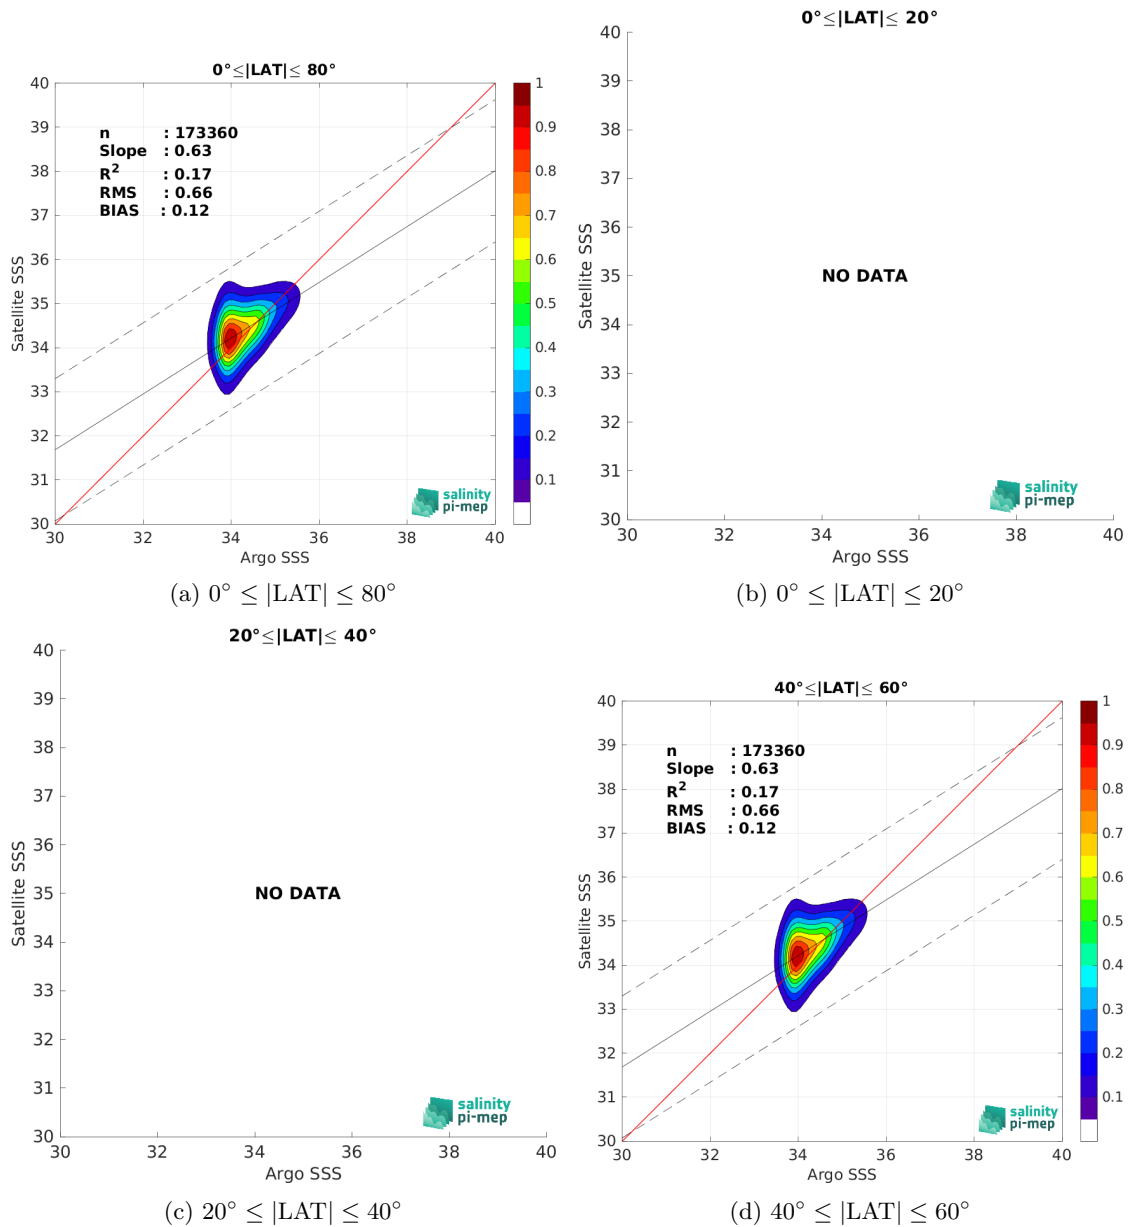 0°≤|LAT|≤ 80°
40
39
38
37
36
35
34
33
32
31
30
Satellite SSS
n : 173360
Slope : 0.63
R² : 0.17
RMS : 0.66
BIAS : 0.12
1
0.9
0.8
0.7
0.6
0.5
0.4
0.3
0.2
0.1
salinity
pi-mep
30 32 34 36 38 40
Argo SSS
(a) 0° ≤ |LAT| ≤ 80°
0°≤|LAT|≤ 20°
40
39
38
37
36
35
34
33
32
31
30
Satellite SSS
NO DATA
salinity
pi-mep
30 32 34 36 38 40
Argo SSS
(b) 0° ≤ |LAT| ≤ 20°
20°≤|LAT|≤ 40°
40
39
38
37
36
35
34
33
32
31
30
Satellite SSS
NO DATA
salinity
pi-mep
30 32 34 36 38 40
Argo SSS
(c) 20° ≤ |LAT| ≤ 40°
40°≤|LAT|≤ 60°
40
39
38
37
36
35
34
33
32
31
30
Satellite SSS
n : 173360
Slope : 0.63
R² : 0.17
RMS : 0.66
BIAS : 0.12
1
0.9
0.8
0.7
0.6
0.5
0.4
0.3
0.2
0.1
salinity
pi-mep
30 32 34 36 38 40
Argo SSS
(d) 40° ≤ |LAT| ≤ 60°